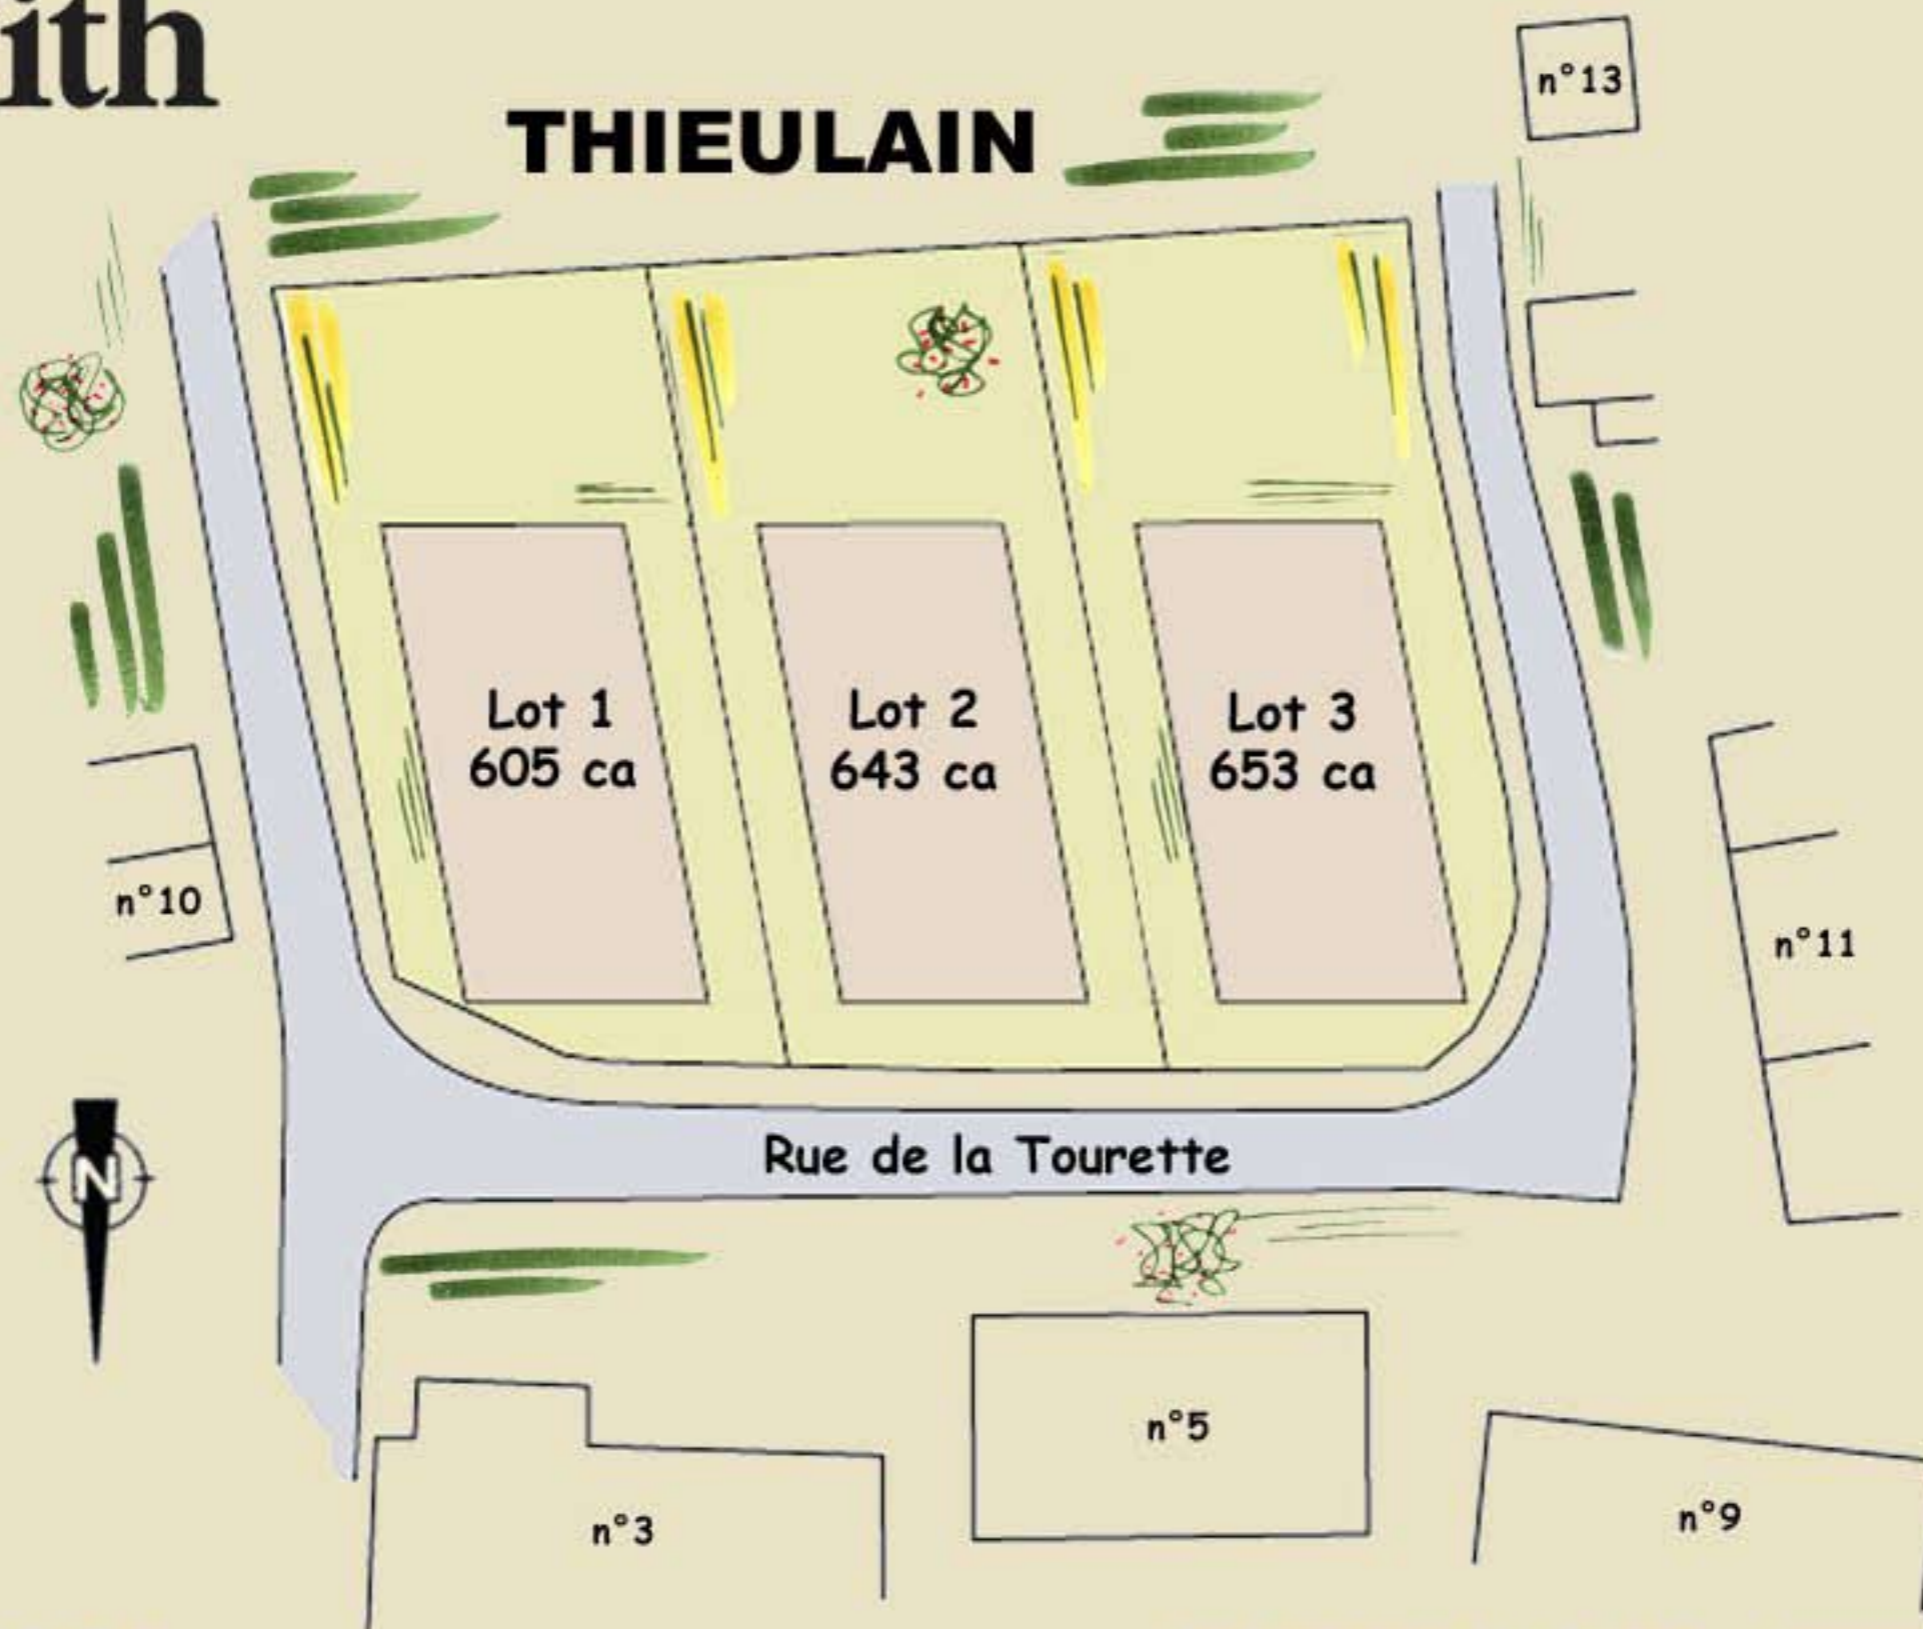 ith
n°13
THIEULAIN
Lot 1
605 ca
Lot 2
643 ca
Lot 3
653 ca
n°10
n°11
N
Rue de la Tourette
n°5
n°3
n°9